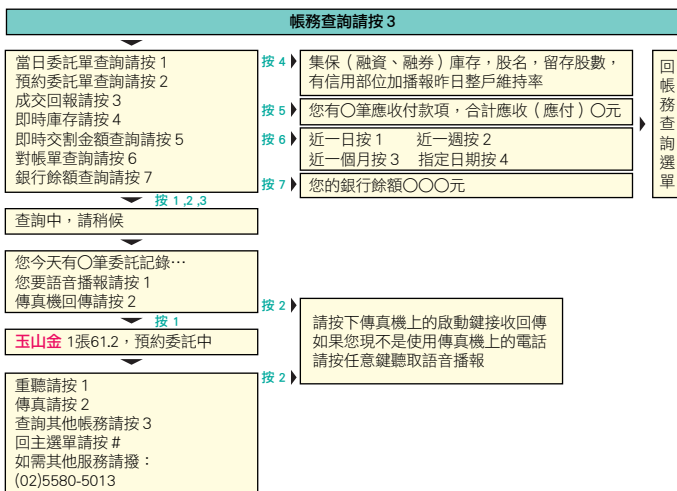 帳務查詢請按3
當日委託單查詢請按1
預約委託單查詢請按2
成交回報請按3
即時庫存請按4
即時交割金額查詢請按5
對帳單查詢請按6
銀行餘額查詢請按7
按4
集保（融資、融券）庫存，股名，留存股數，
有信用部位加播報昨日整戶維持率
按5
您有○筆應收付款項，合計應收（應付）○元
按6
近一日按1 近一週按2
近一個月按3 指定日期按4
按7
您的銀行餘額○○○元
回帳務查詢選單
按1,2,3
查詢中，請稍候
您今天有○筆委託記錄…
您要語音播報請按1
傳真機回傳請按2
按2
請按下傳真機上的啟動鍵接收回傳
如果您現不是使用傳真機上的電話
請按任意鍵聽取語音播報
按1
玉山金 1張61.2，預約委託中
按2
重聽請按1
傳真請按2
查詢其他帳務請按3
回主選單請按#
如需其他服務請撥：
(02)5580-5013